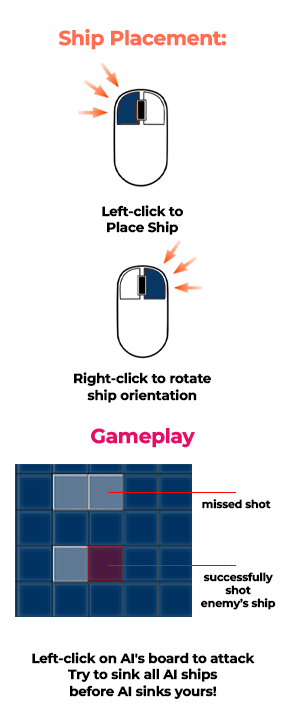 Ship Placement:
Left-click to
Place Ship
Right-click to rotate
ship orientation
Gameplay
missed shot
successfully
shot
enemy's ship
Left-click on AI's board to attack
Try to sink all AI ships
before AI sinks yours!